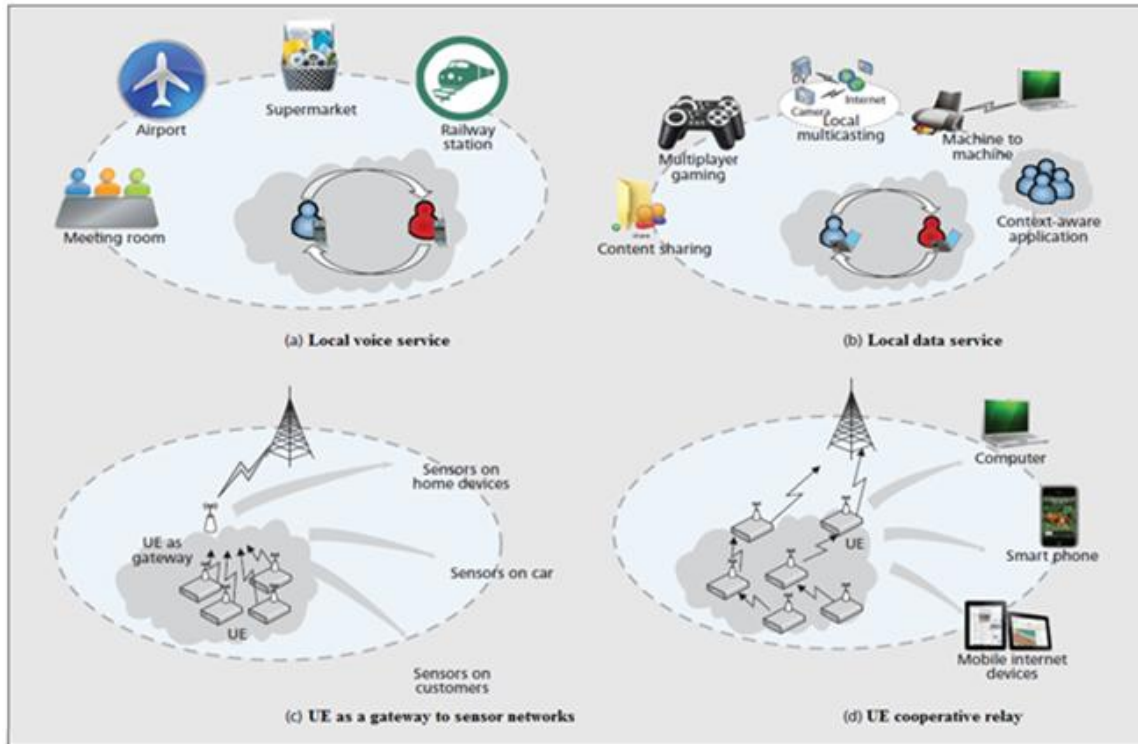 Airport
Supermarket
Railway
station
Meeting room
(a) Local voice service
Multiplayer
gaming
Camera
Internet
Local
multicasting
Machine to
machine
Content sharing
Context-aware
application
(b) Local data service
UE as
gateway
UE
Sensors on
home devices
Sensors on car
Sensors on
customers
(c) UE as a gateway to sensor networks
UE
Computer
Smart phone
Mobile internet
devices
(d) UE cooperative relay